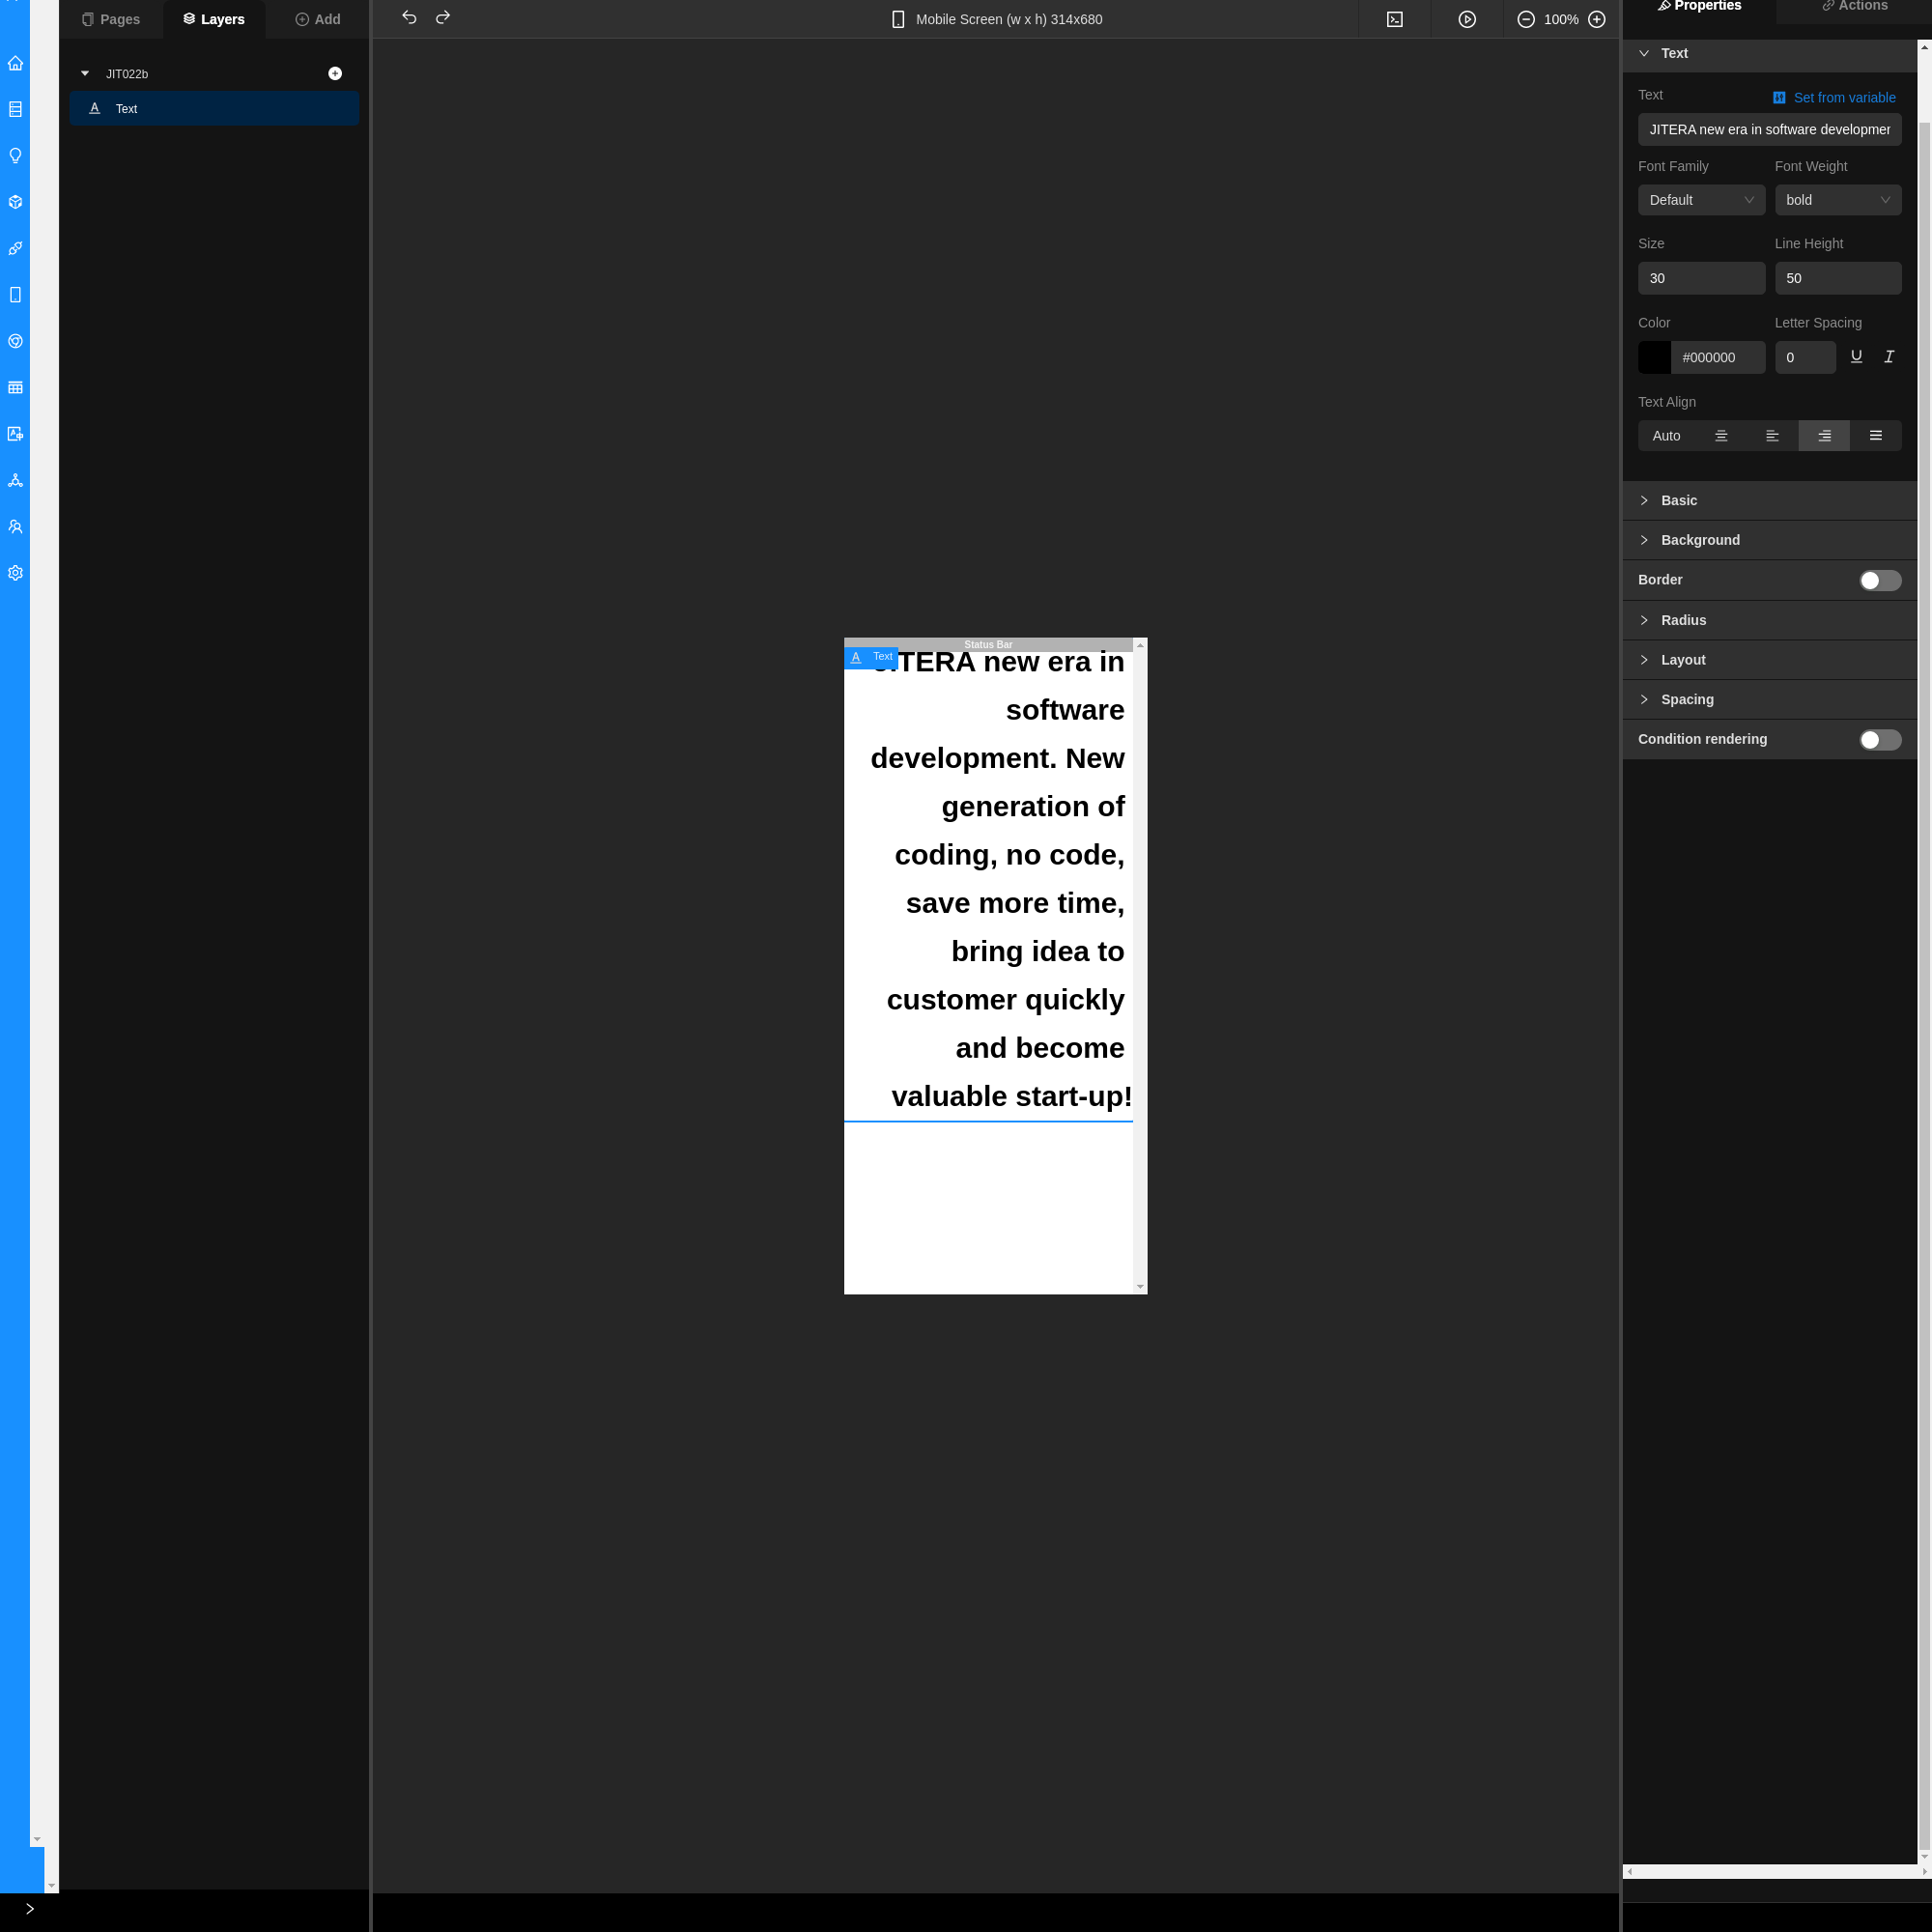 Pages
Layers
Add
Mobile Screen (w x h) 314x680
100%
Properties
Actions
JIT022b
Text
Text
Text
Set from variable
JITERA new era in software developmer
Font Family
Font Weight
Default
bold
Size
Line Height
30
50
Color
Letter Spacing
#000000
0
Text Align
Auto
Basic
Background
Border
Radius
Layout
Spacing
Condition rendering
Status Bar
Text
JITERA new era in
software
development. New
generation of
coding, no code,
save more time,
bring idea to
customer quickly
and become
valuable start-up!